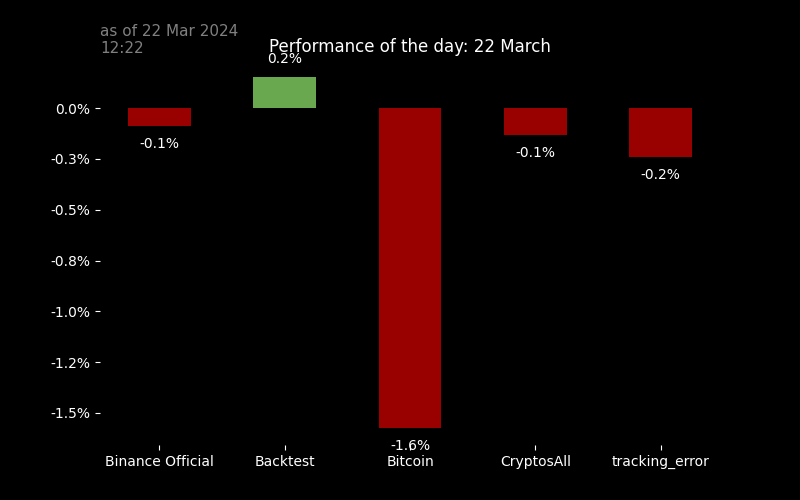 as of 22 Mar 2024
12:22
Performance of the day: 22 March
0.2%
0.0%
-0.1%
-0.1%
-0.3%
-0.2%
-0.5%
-0.8%
-1.0%
-1.2%
-1.5%
-1.6%
Binance Official
Backtest
Bitcoin
CryptosAll
tracking_error